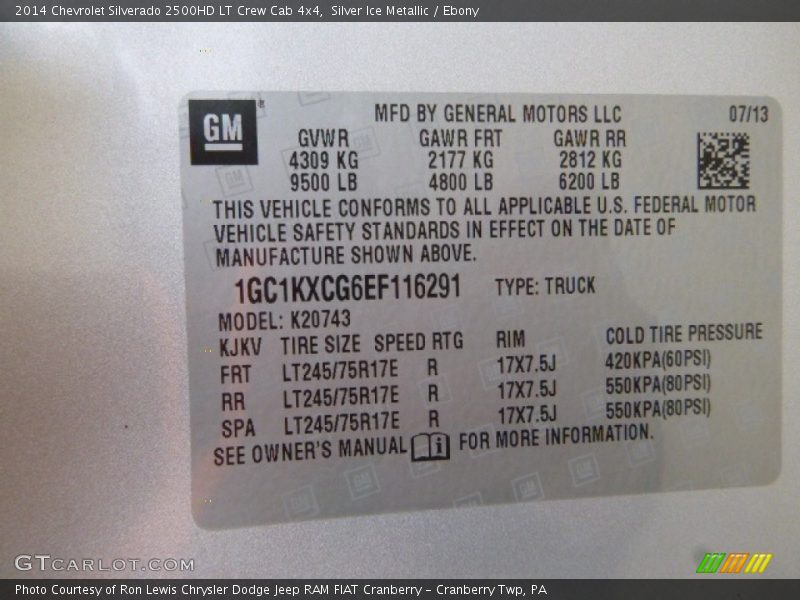 2014 Chevrolet Silverado 2500HD LT Crew Cab 4x4,  Silver Ice Metallic / Ebony
GM
MFD BY GENERAL MOTORS LLC 07/13
GVWR GAWR FRT GAWR RR
4309 KG 2177 KG 2812 KG
9500 LB 4800 LB 6200 LB
THIS VEHICLE CONFORMS TO ALL APPLICABLE U.S. FEDERAL MOTOR
VEHICLE SAFETY STANDARDS IN EFFECT ON THE DATE OF
MANUFACTURE SHOWN ABOVE.
1GC1KXCG6EF116291 TYPE: TRUCK
MODEL: K20743
KJKV TIRE SIZE SPEED RTG RIM COLD TIRE PRESSURE
FRT LT245/75R17E R 17X7.5J 420KPA(60PSI)
RR LT245/75R17E R 17X7.5J 550KPA(80PSI)
SPA LT245/75R17E R 17X7.5J 550KPA(80PSI)
SEE OWNER'S MANUAL FOR MORE INFORMATION.
GTCARLOT.COM
Photo Courtesy of Ron Lewis Chrysler Dodge Jeep RAM FIAT Cranberry – Cranberry Twp, PA